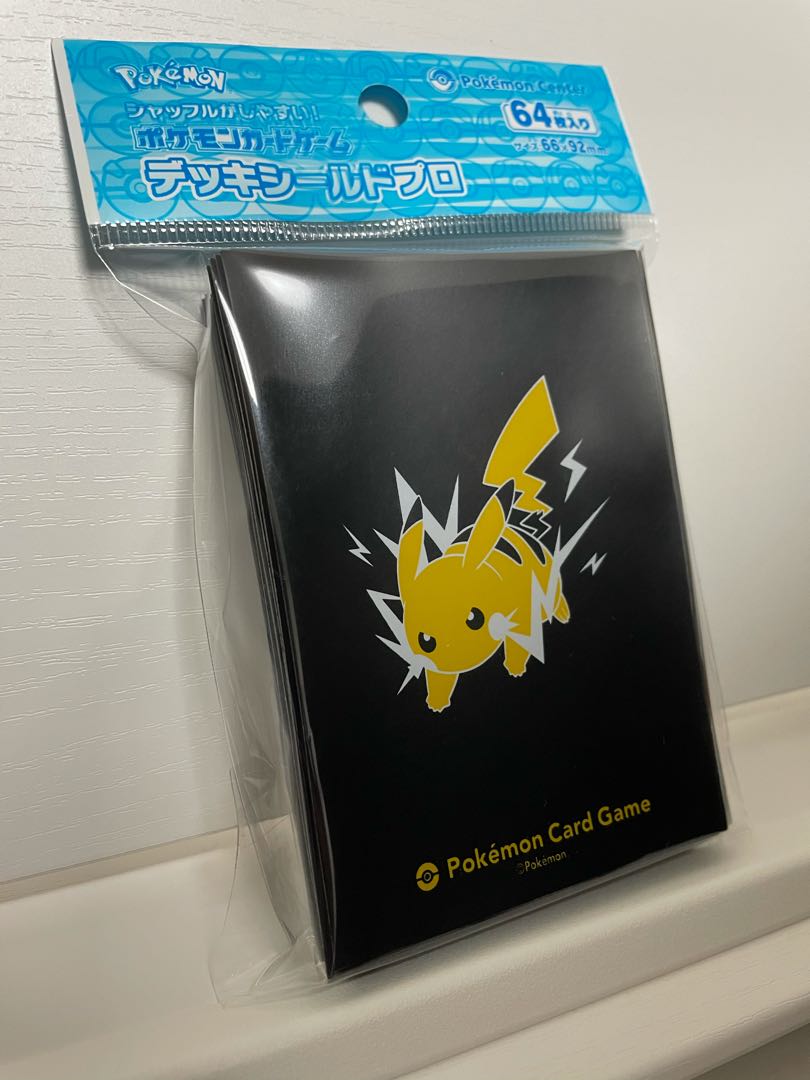 POKéMON
Pokémon Center
シャッフルがしやすい!
64枚入り
ポケモンカードゲーム
サイズ:66×92mm
デッキシールドプロ
Pokémon Card Game
©Pokémon